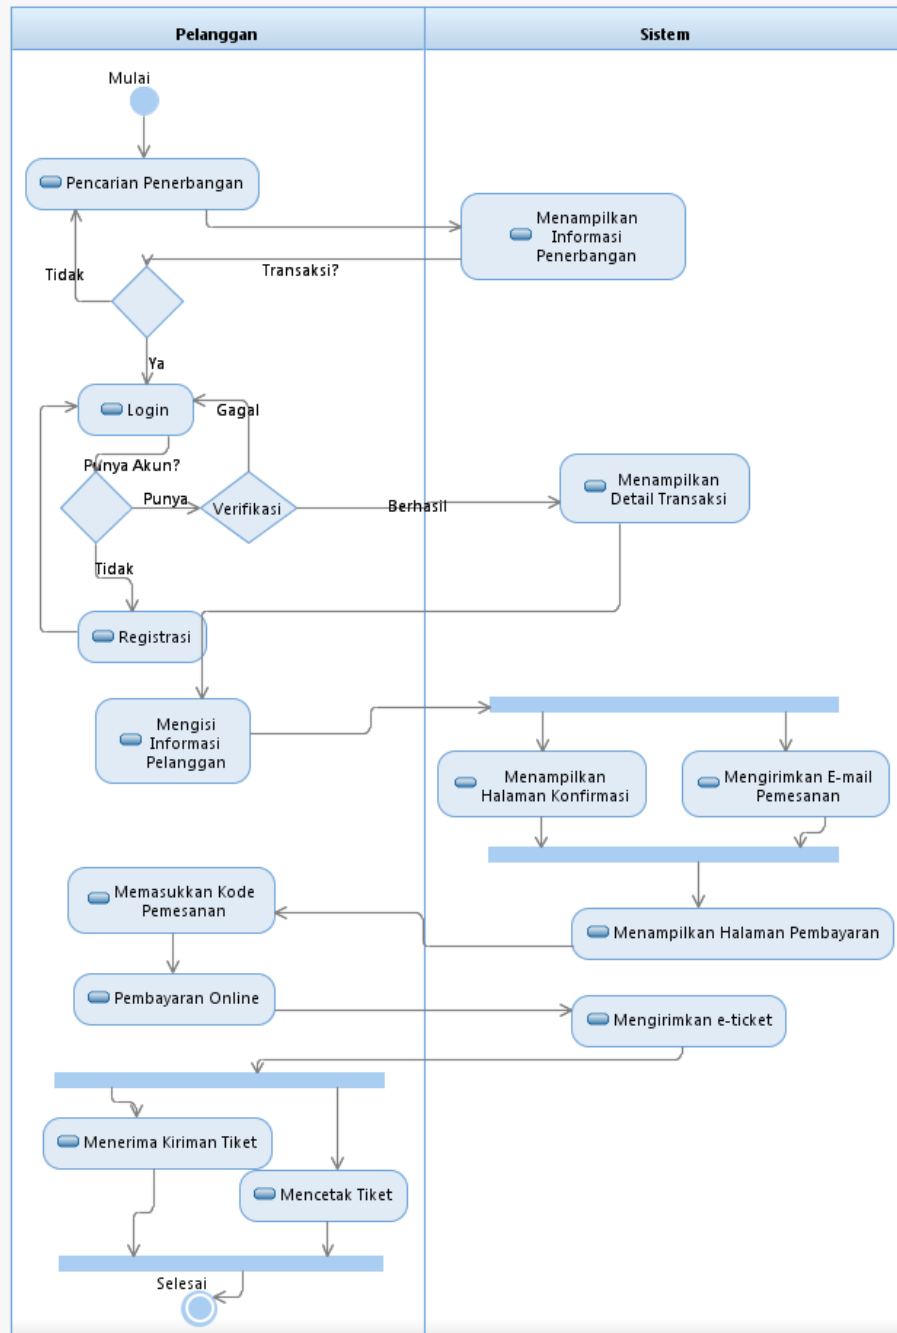 Pelanggan
Sistem
Mulai
Pencarian Penerbangan
Menampilkan
Informasi
Penerbangan
Tidak
Transaksi?
Ya
Login
Gagal
Punya Akun?
Punya
Verifikasi
Berhasil
Menampilkan
Detail Transaksi
Tidak
Registrasi
Mengisi
Informasi
Pelanggan
Menampilkan
Halaman Konfirmasi
Mengirimkan E-mail
Pemesanan
Memasukkan Kode
Pemesanan
Menampilkan Halaman Pembayaran
Pembayaran Online
Mengirimkan e-ticket
Menerima Kiriman Tiket
Mencetak Tiket
Selesai